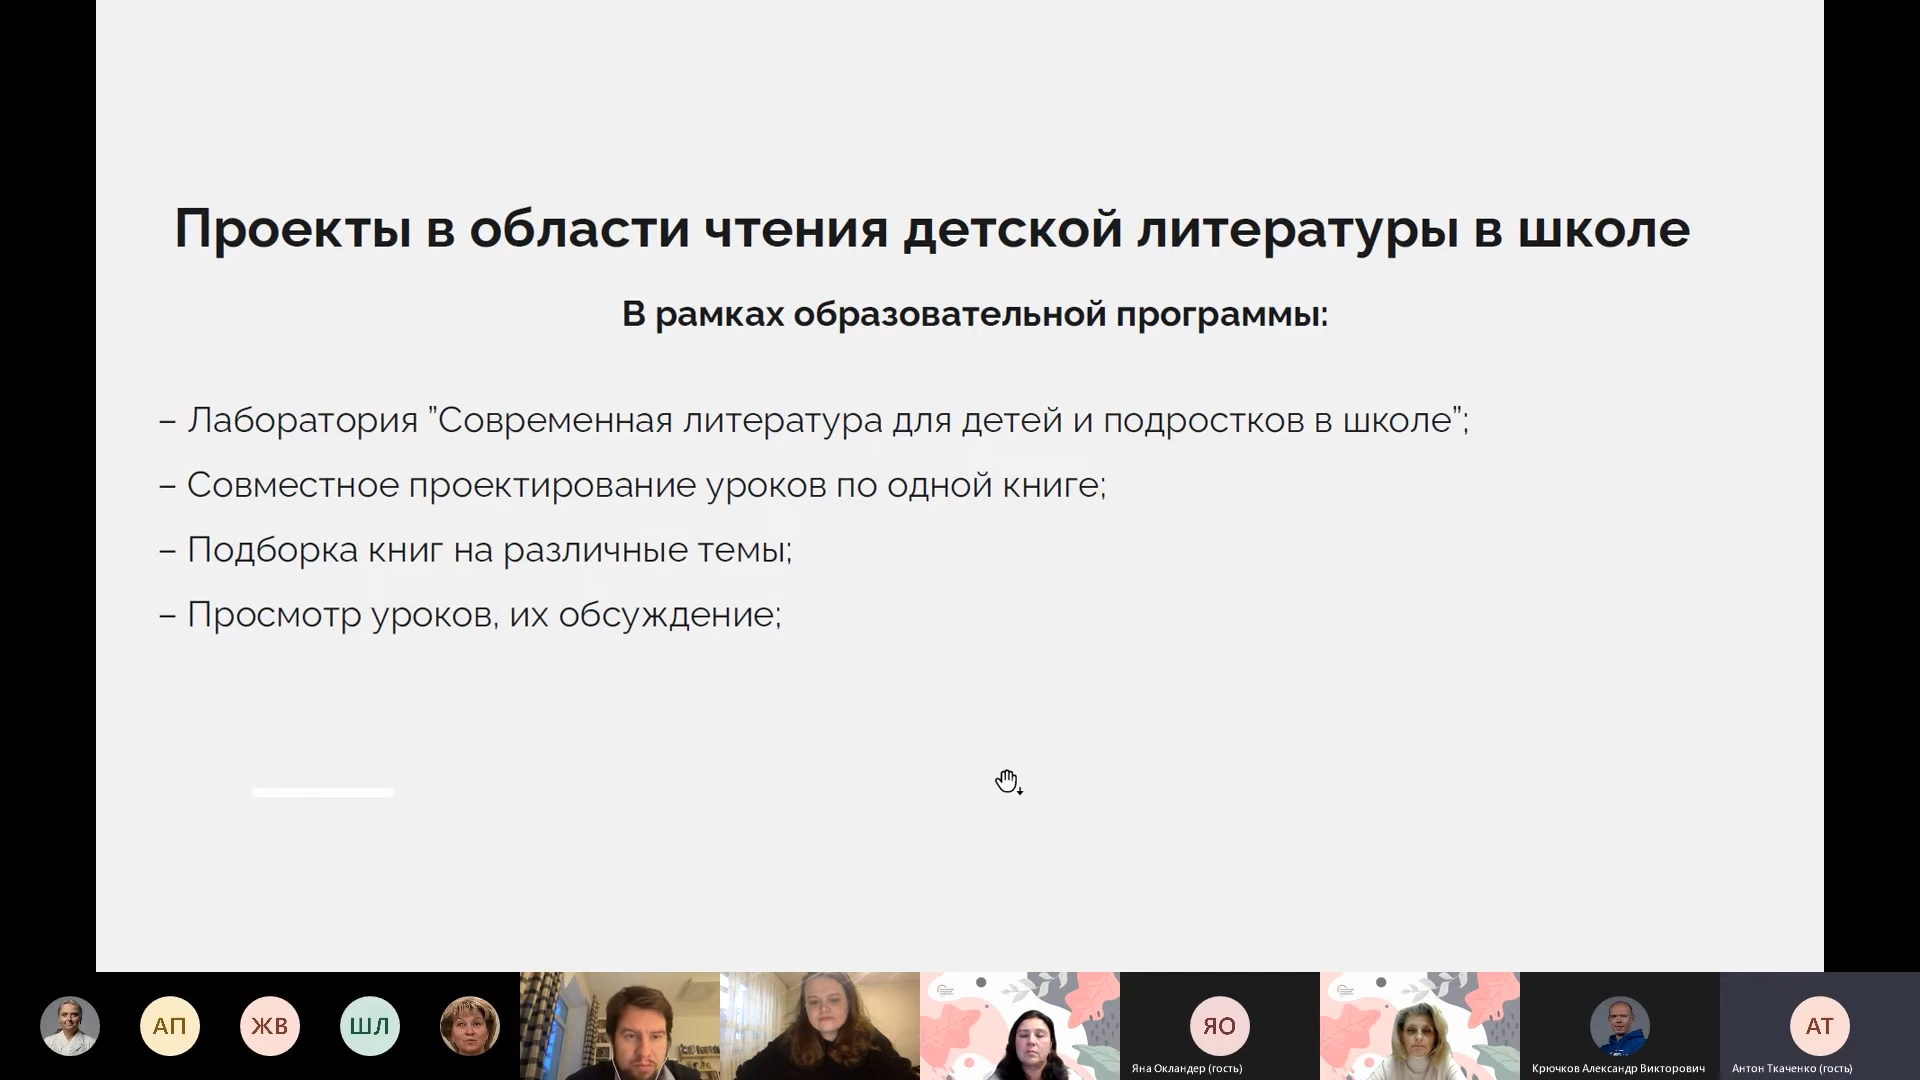 Проекты в области чтения детской литературы в школе
В рамках образовательной программы:
– Лаборатория ”Современная литература для детей и подростков в школе”;
– Совместное проектирование уроков по одной книге;
– Подборка книг на различные темы;
– Просмотр уроков, их обсуждение;
АП
ЖВ
ШЛ
ЯО
АТ
Яна Окландер (гость)
Крючков Александр Викторович
Антон Ткаченко (гость)